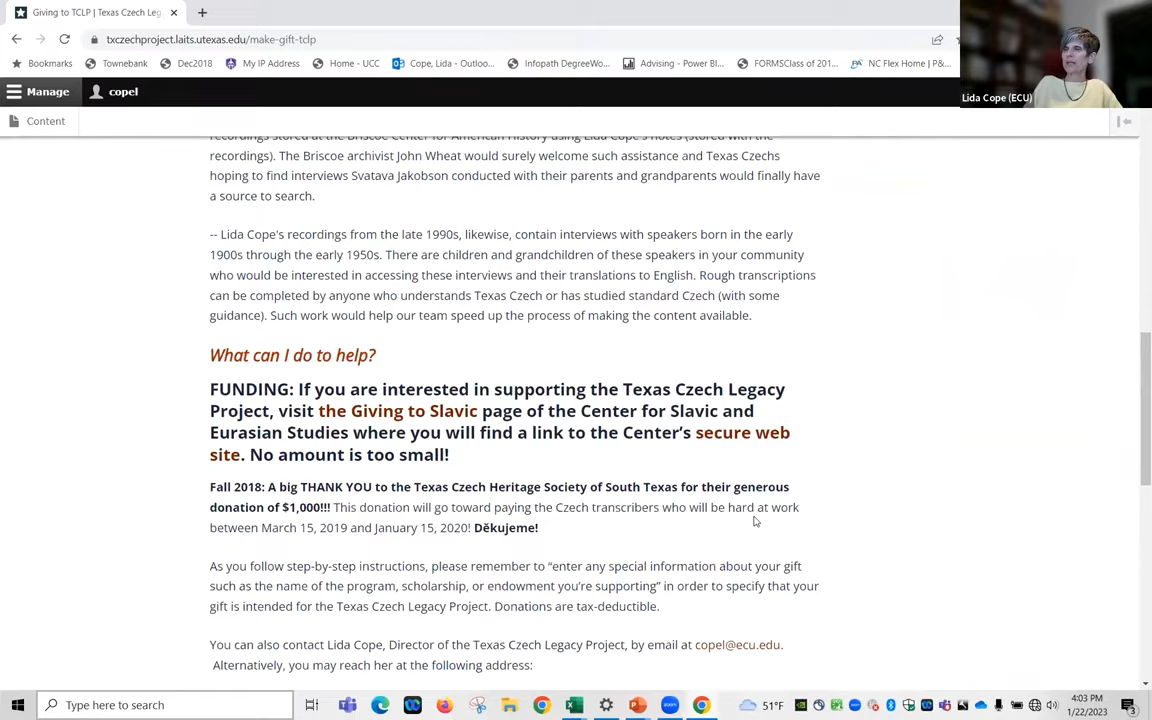 Giving to TCLP | Texas Czech Leg
txczechproject.laits.utexas.edu/make-gift-tclp
Bookmarks Townebank Dec2018 My IP Address Home - UCC Cope, Lida - Outloo... Infopath DegreeWo... Advising - Power BI... FORMSClass of 201... NC Flex Home | P&...
Lida Cope (ECU)
Manage copel
Content
recordings stored at the Briscoe Center for American History using Lida Cope's notes (stored with the
recordings). The Briscoe archivist John Wheat would surely welcome such assistance and Texas Czechs
hoping to find interviews Svatava Jakobson conducted with their parents and grandparents would finally have
a source to search.
-- Lida Cope's recordings from the late 1990s, likewise, contain interviews with speakers born in the early
1900s through the early 1950s. There are children and grandchildren of these speakers in your community
who would be interested in accessing these interviews and their translations to English. Rough transcriptions
can be completed by anyone who understands Texas Czech or has studied standard Czech (with some
guidance). Such work would help our team speed up the process of making the content available.
What can I do to help?
FUNDING: If you are interested in supporting the Texas Czech Legacy
Project, visit the Giving to Slavic page of the Center for Slavic and
Eurasian Studies where you will find a link to the Center's secure web
site. No amount is too small!
Fall 2018: A big THANK YOU to the Texas Czech Heritage Society of South Texas for their generous
donation of $1,000!!! This donation will go toward paying the Czech transcribers who will be hard at work
between March 15, 2019 and January 15, 2020! Děkujeme!
As you follow step-by-step instructions, please remember to “enter any special information about your gift
such as the name of the program, scholarship, or endowment you’re supporting” in order to specify that your
gift is intended for the Texas Czech Legacy Project. Donations are tax-deductible.
You can also contact Lida Cope, Director of the Texas Czech Legacy Project, by email at copel@ecu.edu.
Alternatively, you may reach her at the following address:
Type here to search
51°F
4:03 PM
1/22/2023
3